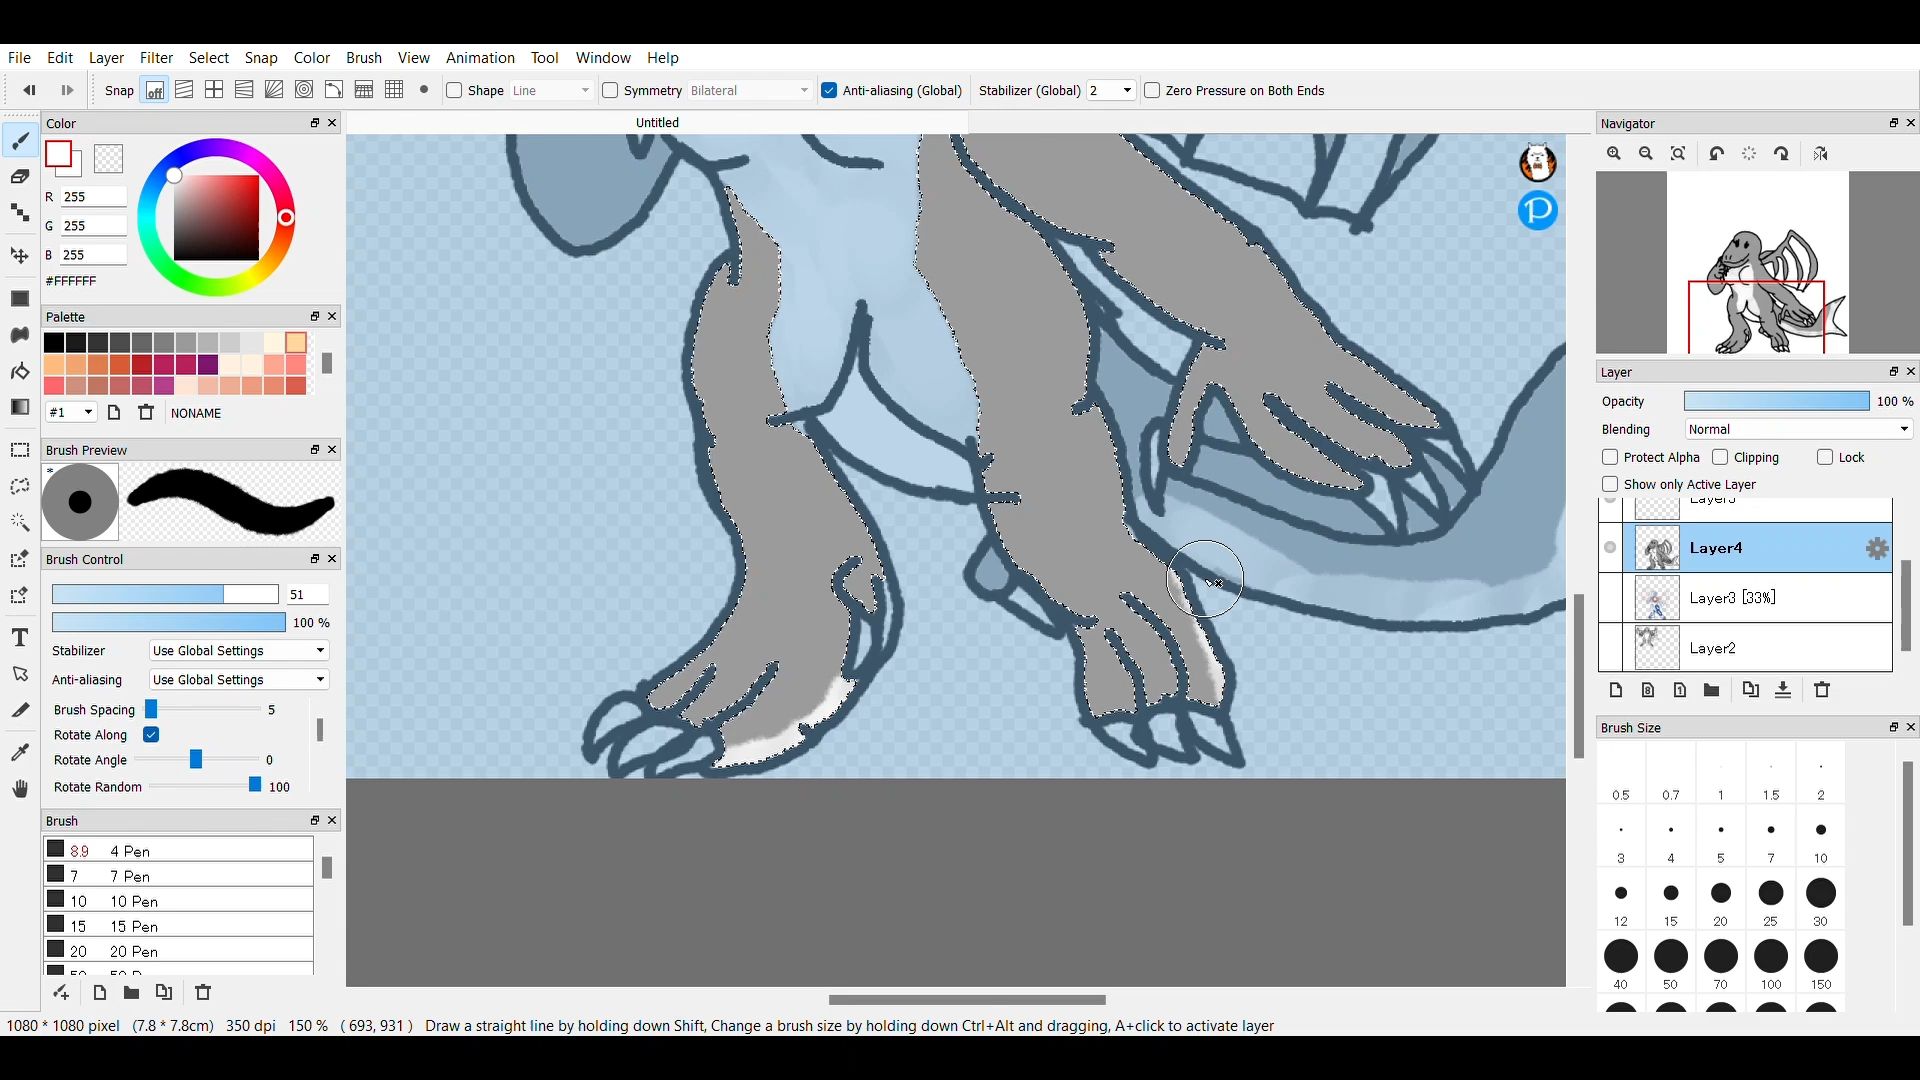 File Edit Layer Filter Select Snap Color Brush View Animation Tool Window Help
Snap off Shape Line Symmetry Bilateral Anti-aliasing (Global) Stabilizer (Global) 2 Zero Pressure on Both Ends
Color
Untitled
Navigator
R 255
G 255
B 255
#FFFFFF
Palette
#1 NONAME
Brush Preview
*
Brush Control
51
100 %
Stabilizer Use Global Settings
Anti-aliasing Use Global Settings
Brush Spacing 5
Rotate Along
Rotate Angle 0
Rotate Random 100
Brush
8.9 4 Pen
7 7 Pen
10 10 Pen
15 15 Pen
20 20 Pen
P
Layer
Opacity 100 %
Blending Normal
Protect Alpha Clipping Lock
Show only Active Layer
Layer4
Layer3 [33%]
Layer2
8 1
Brush Size
0.5 0.7 1 1.5 2
3 4 5 7 10
12 15 20 25 30
40 50 70 100 150
1080 * 1080 pixel (7.8 * 7.8cm) 350 dpi 150 % ( 693, 931 ) Draw a straight line by holding down Shift, Change a brush size by holding down Ctrl+Alt and dragging, A+click to activate layer